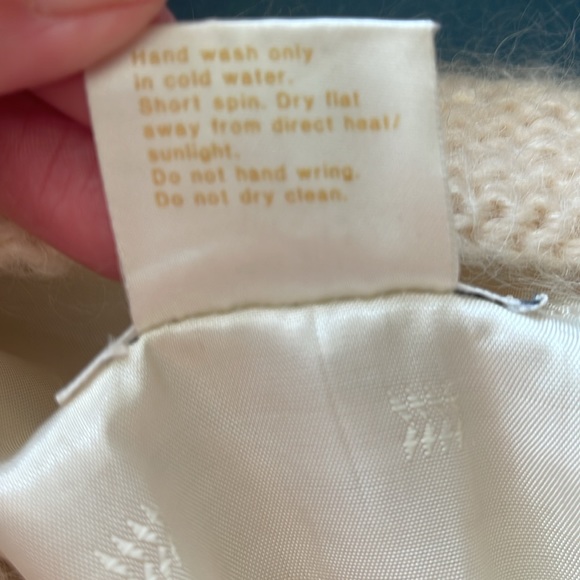 Hand wash only
in cold water.
Short spin. Dry flat
away from direct heat/
sunlight.
Do not hand wring.
Do not dry clean.